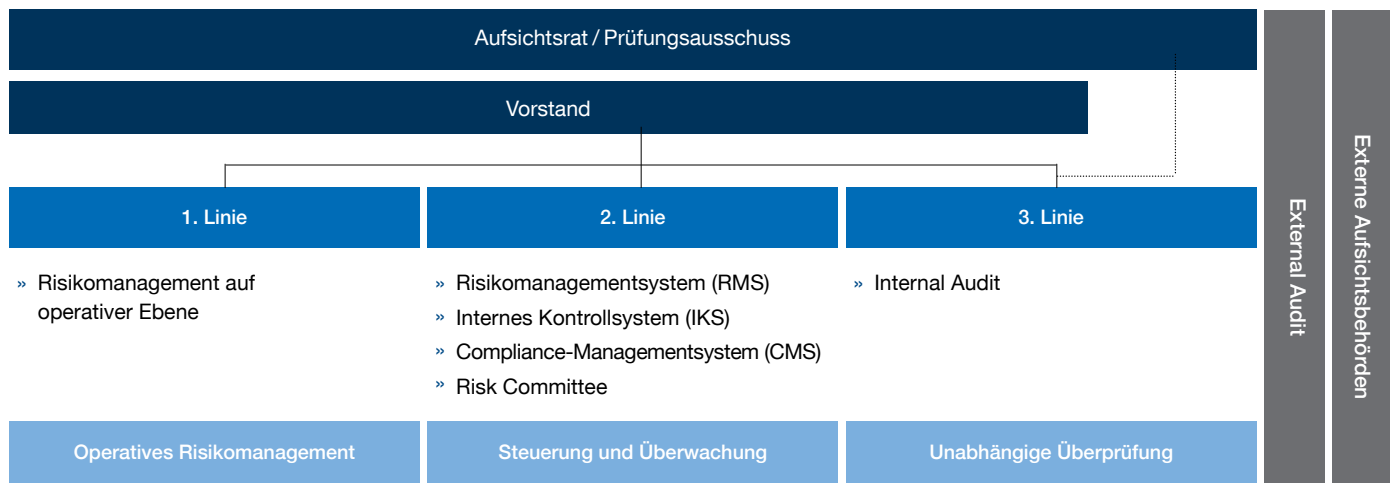 Aufsichtsrat / Prüfungsausschuss
Vorstand
1. Linie
» Risikomanagement auf
operativer Ebene
Operatives Risikomanagement
2. Linie
» Risikomanagementsystem (RMS)
» Internes Kontrollsystem (IKS)
» Compliance-Managementsystem (CMS)
» Risk Committee
Steuerung und Überwachung
3. Linie
» Internal Audit
Unabhängige Überprüfung
External Audit
Externe Aufsichtsbehörden